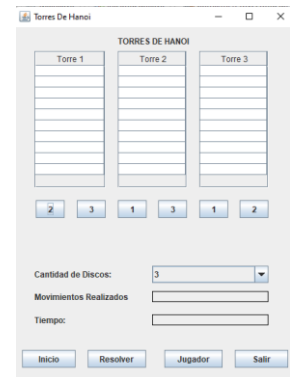 Torres De Hanoi
TORRES DE HANOI
Torre 1 Torre 2 Torre 3
2 3 1 3 1 2
Cantidad de Discos: 3
Movimientos Realizados
Tiempo:
Inicio Resolver Jugador Salir